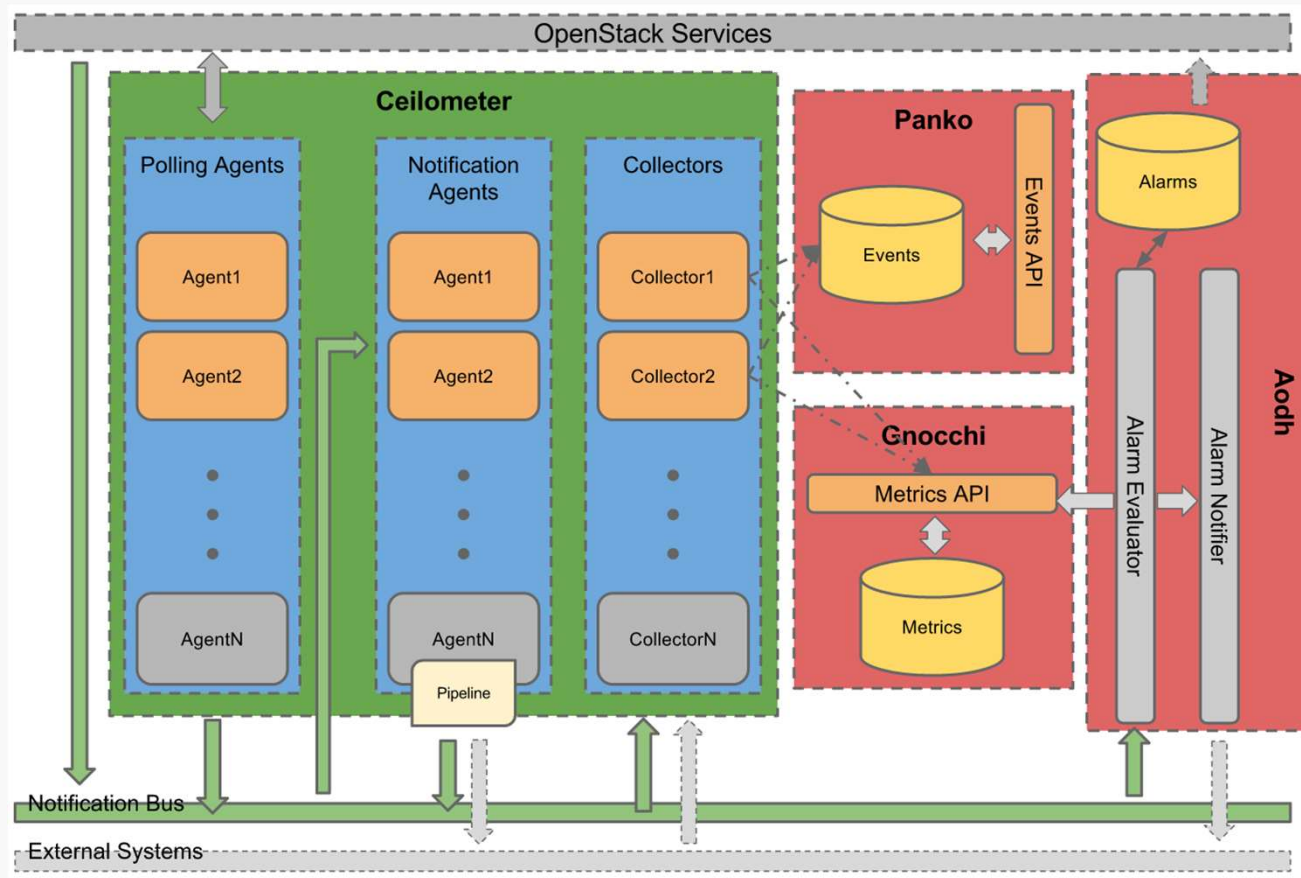 OpenStack Services
Ceilometer
Polling Agents
Agent1
Agent2
AgentN
Notification
Agents
Agent1
Agent2
AgentN
Pipeline
Collectors
Collector1
Collector2
CollectorN
Panko
Events
Events API
Gnocchi
Metrics API
Metrics
Aodh
Alarms
Alarm Evaluator
Alarm Notifier
Notification Bus
External Systems